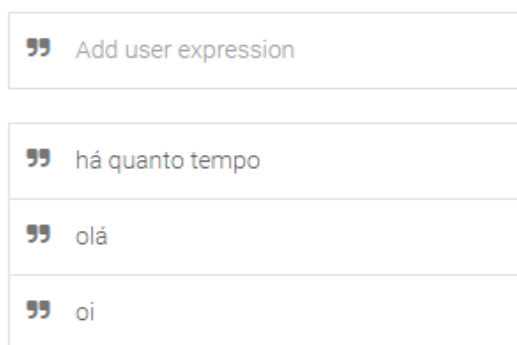 Add user expression
há quanto tempo
olá
oi